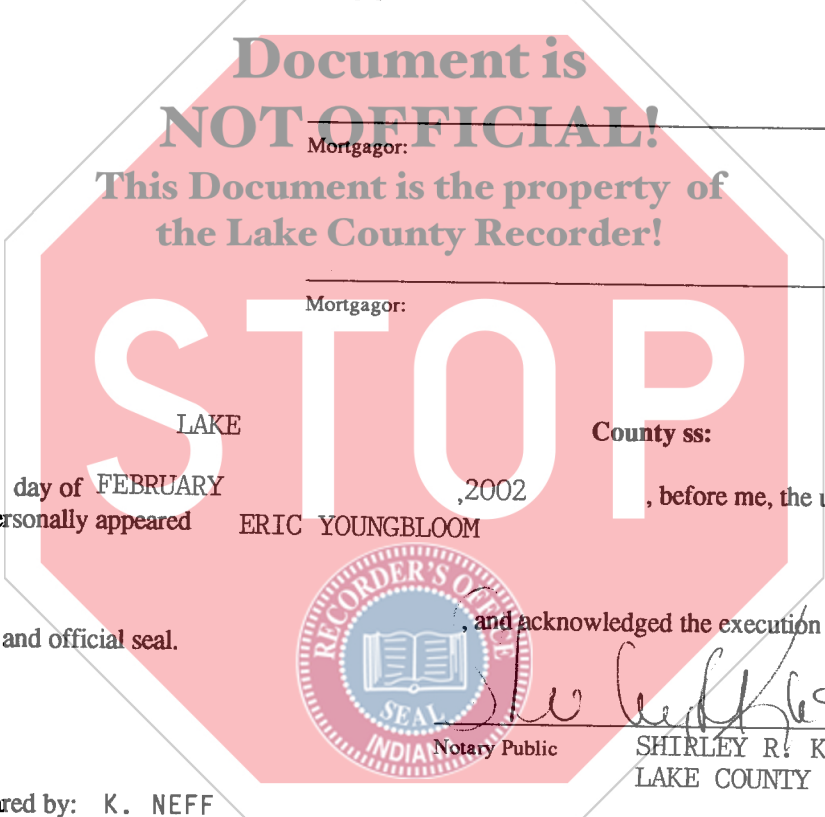 Document is
NOT OFFICIAL!
Mortgagor:
This Document is the property of
the Lake County Recorder!
Mortgagor:
STOP
LAKE County ss:
day of FEBRUARY ,2002 , before me, the
ersonally appeared ERIC YOUNGBLOOM
RECORDER'S OFFICE
, and acknowledged the execution
and official seal.
SEAL
INDIANA
Notary Public SHIRLEY R. K
LAKE COUNTY
red by: K. NEFF